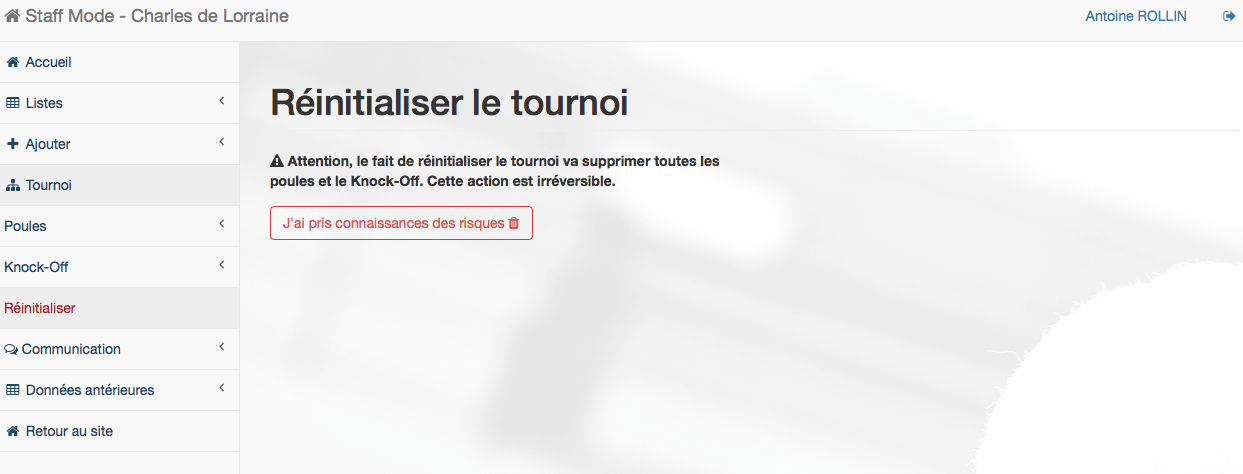 Staff Mode - Charles de Lorraine
Antoine ROLLIN
Accueil
Listes
Ajouter
Tournoi
Poules
Knock-Off
Réinitialiser
Communication
Données antérieures
Retour au site
Réinitialiser le tournoi
Attention, le fait de réinitialiser le tournoi va supprimer toutes les
poules et le Knock-Off. Cette action est irréversible.
J'ai pris connaissances des risques